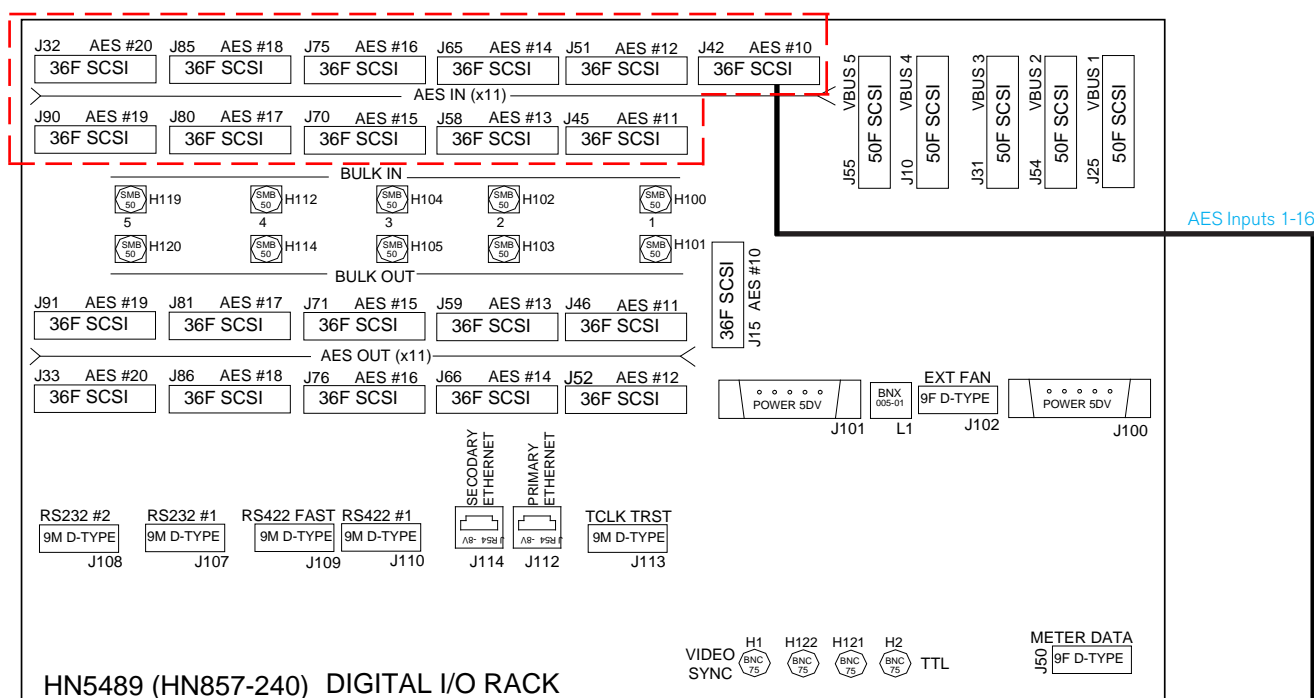 J32 AES #20 J85 AES #18 J75 AES #16 J65 AES #14 J51 AES #12 J42 AES #10
36F SCSI 36F SCSI 36F SCSI 36F SCSI 36F SCSI 36F SCSI
AES IN (x11)
J90 AES #19 J80 AES #17 J70 AES #15 J58 AES #13 J45 AES #11
36F SCSI 36F SCSI 36F SCSI 36F SCSI 36F SCSI
J55 VBUS 5 50F SCSI
J10 VBUS 4 50F SCSI
J31 VBUS 3 50F SCSI
J54 VBUS 2 50F SCSI
J25 VBUS 1 50F SCSI
AES Inputs 1-16
BULK IN
SMB 50 H119 SMB 50 H112 SMB 50 H104 SMB 50 H102 SMB 50 H100
5 4 3 2 1
SMB 50 H120 SMB 50 H114 SMB 50 H105 SMB 50 H103 SMB 50 H101
BULK OUT
36F SCSI
J15 AES #10
J91 AES #19 J81 AES #17 J71 AES #15 J59 AES #13 J46 AES #11
36F SCSI 36F SCSI 36F SCSI 36F SCSI 36F SCSI
AES OUT (x11)
J33 AES #20 J86 AES #18 J76 AES #16 J66 AES #14 J52 AES #12
36F SCSI 36F SCSI 36F SCSI 36F SCSI 36F SCSI
POWER 5DV BNX 005-01 EXT FAN 9F D-TYPE POWER 5DV
J101 L1 J102 J100
SECODARY ETHERNET
PRIMARY ETHERNET
RS232 #2 RS232 #1 RS422 FAST RS422 #1 TCLK TRST
9M D-TYPE 9M D-TYPE 9M D-TYPE 9M D-TYPE JR54 -8V JR54 -8V 9M D-TYPE
J108 J107 J109 J110 J114 J112 J113
H1 H122 H121 H2
VIDEO SYNC BNC 75 BNC 75 BNC 75 BNC 75 TTL
METER DATA
J50 9F D-TYPE
HN5489 (HN857-240) DIGITAL I/O RACK